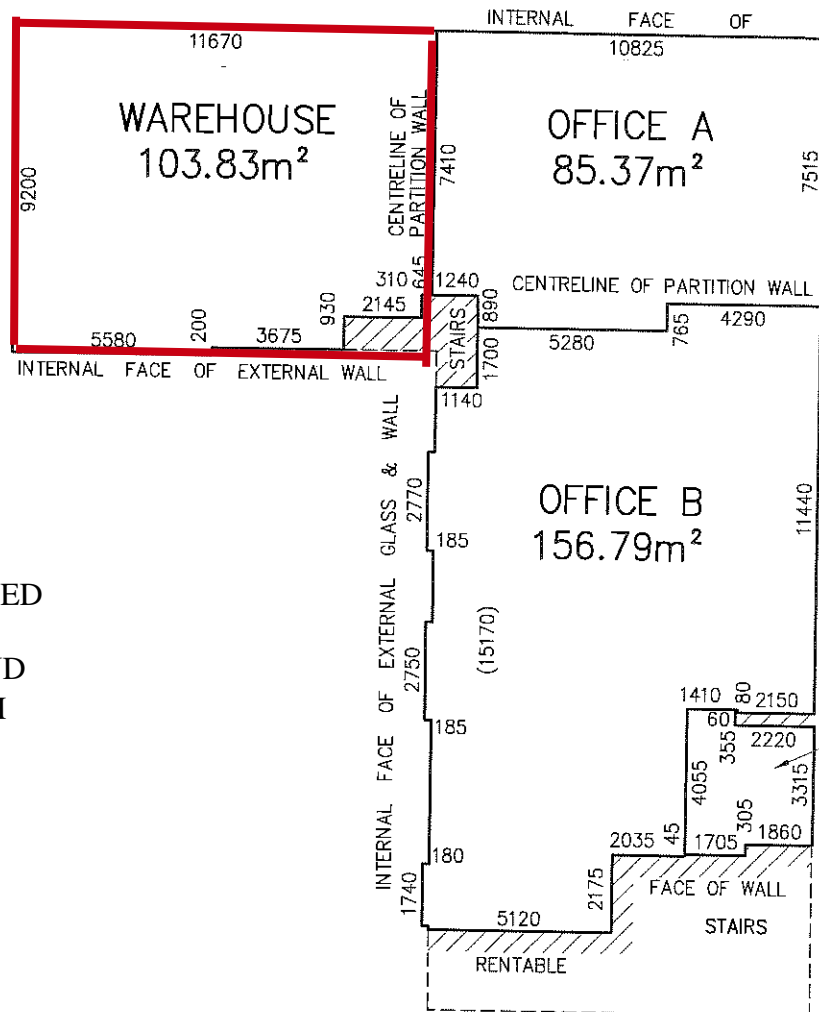 INTERNAL FACE OF
11670
10825
WAREHOUSE
103.83m²
OFFICE A
85.37m²
9200
CENTRELINE OF
PARTITION WALL
7410
7515
310
645
1240
CENTRELINE OF PARTITION WALL
930
2145
890
4290
5580
200
3675
STAIRS
1700
5280
765
INTERNAL FACE OF EXTERNAL WALL
1140
INTERNAL FACE OF EXTERNAL GLASS & WALL
2770
185
OFFICE B
156.79m²
11440
ED
ND
(15170)
2750
185
1410
80
2150
60
355
2220
4055
3315
305
45
2035
1705
1860
180
1740
2175
5120
FACE OF WALL
STAIRS
RENTABLE